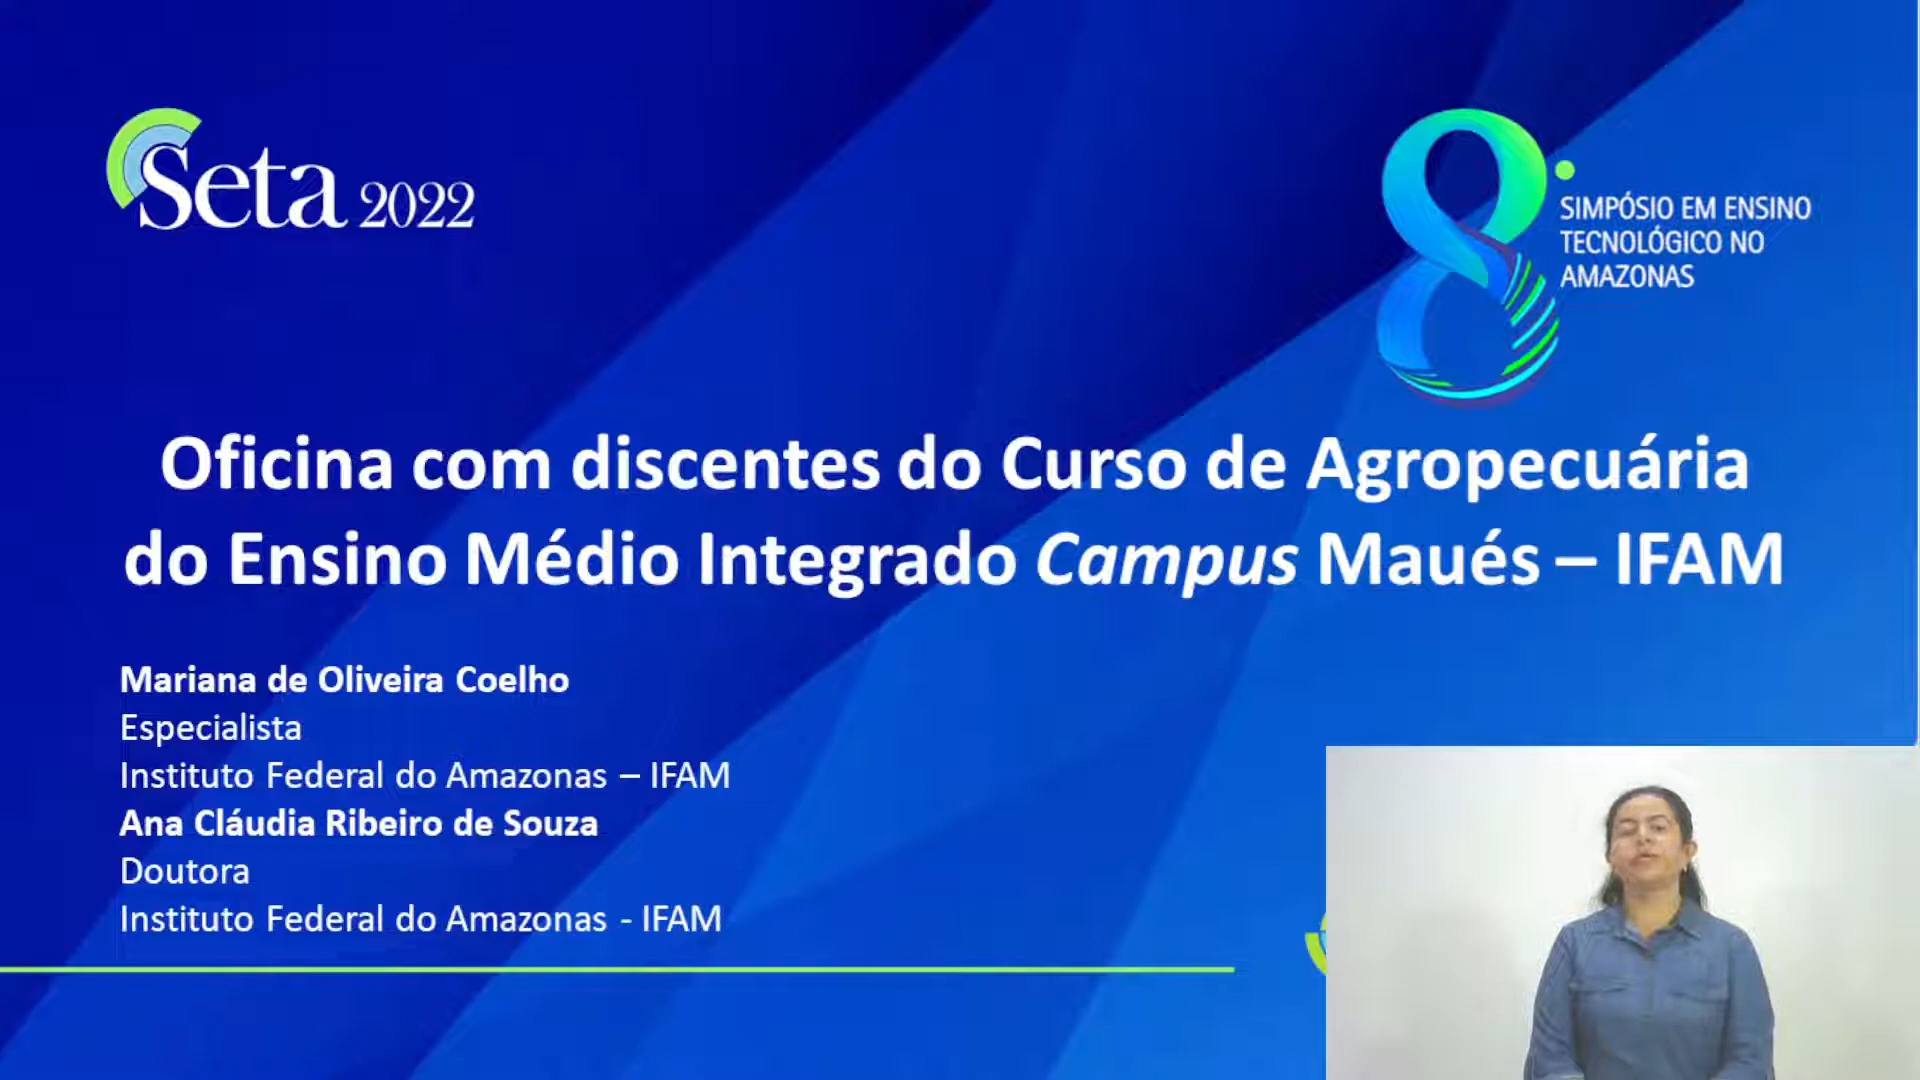 Seta 2022
8
SIMPÓSIO EM ENSINO
TECNOLÓGICO NO
AMAZONAS
Oficina com discentes do Curso de Agropecuária
do Ensino Médio Integrado Campus Maués – IFAM
Mariana de Oliveira Coelho
Especialista
Instituto Federal do Amazonas – IFAM
Ana Cláudia Ribeiro de Souza
Doutora
Instituto Federal do Amazonas - IFAM